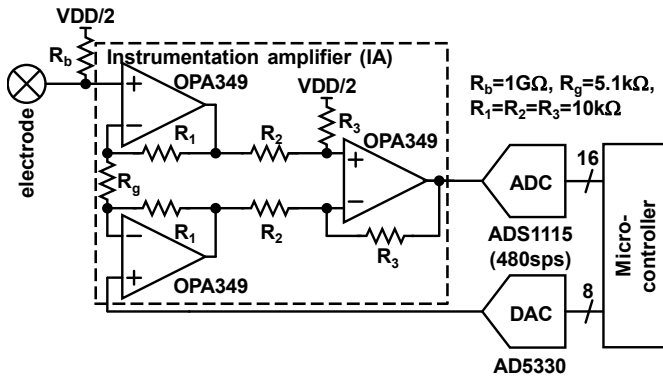 VDD/2
Instrumentation amplifier (IA)
Rb
OPA349
VDD/2
Rb=1GΩ, Rg=5.1kΩ,
R1=R2=R3=10kΩ
+
R3
OPA349
electrode
−
R1
R2
+
16
Rg
ADC
−
R1
R2
R3
ADS1115
(480sps)
Micro-
controller
−
+
OPA349
DAC
8
AD5330